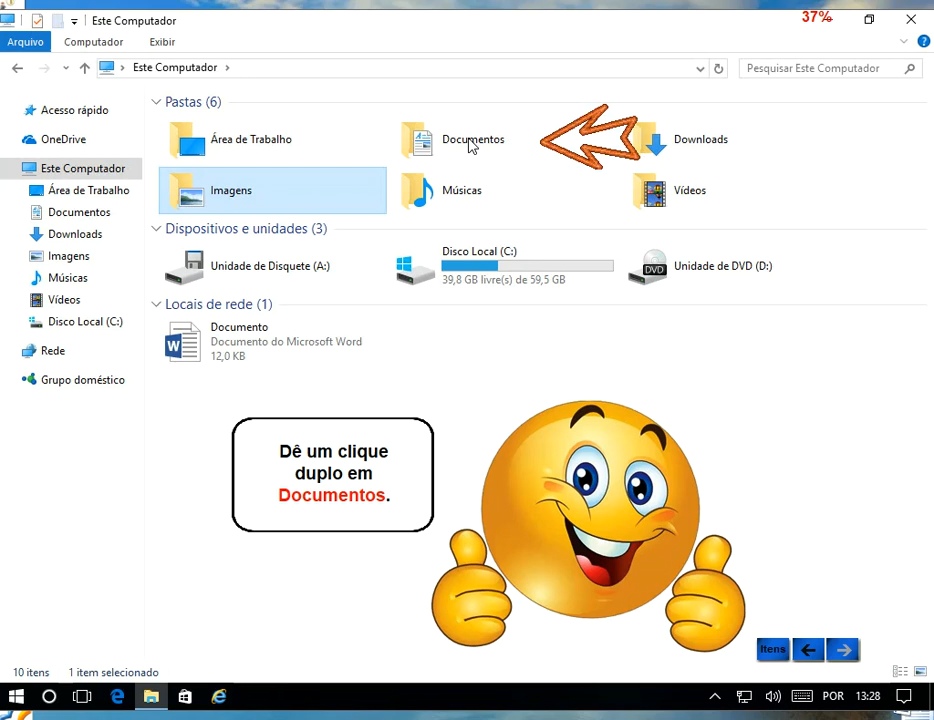 Este Computador
37%
Arquivo
Computador
Exibir
Este Computador
Pesquisar Este Computador
Acesso rápido
OneDrive
Este Computador
Área de Trabalho
Documentos
Downloads
Imagens
Músicas
Vídeos
Disco Local (C:)
Rede
Grupo doméstico
Pastas (6)
Área de Trabalho
Documentos
Downloads
Imagens
Músicas
Vídeos
Dispositivos e unidades (3)
Unidade de Disquete (A:)
Disco Local (C:)
39,8 GB livre(s) de 59,5 GB
Unidade de DVD (D:)
DVD
Locais de rede (1)
Documento
Documento do Microsoft Word
12,0 KB
W
Dê um clique
duplo em
Documentos.
Itens
10 itens
1 item selecionado
POR
13:28